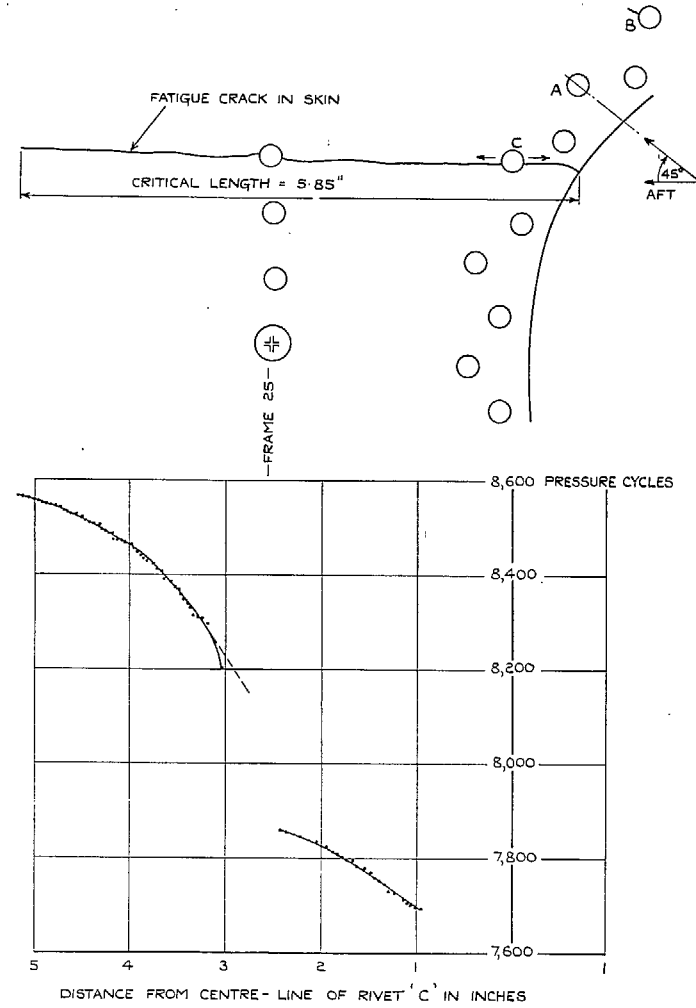 B
A
FATIGUE CRACK IN SKIN
C
CRITICAL LENGTH = 5·85"
45°
AFT
FRAME 25
8,600 PRESSURE CYCLES
8,400
8,200
8,000
7,800
7,600
5 4 3 2 1 1
DISTANCE FROM CENTRE-LINE OF RIVET 'C' IN INCHES